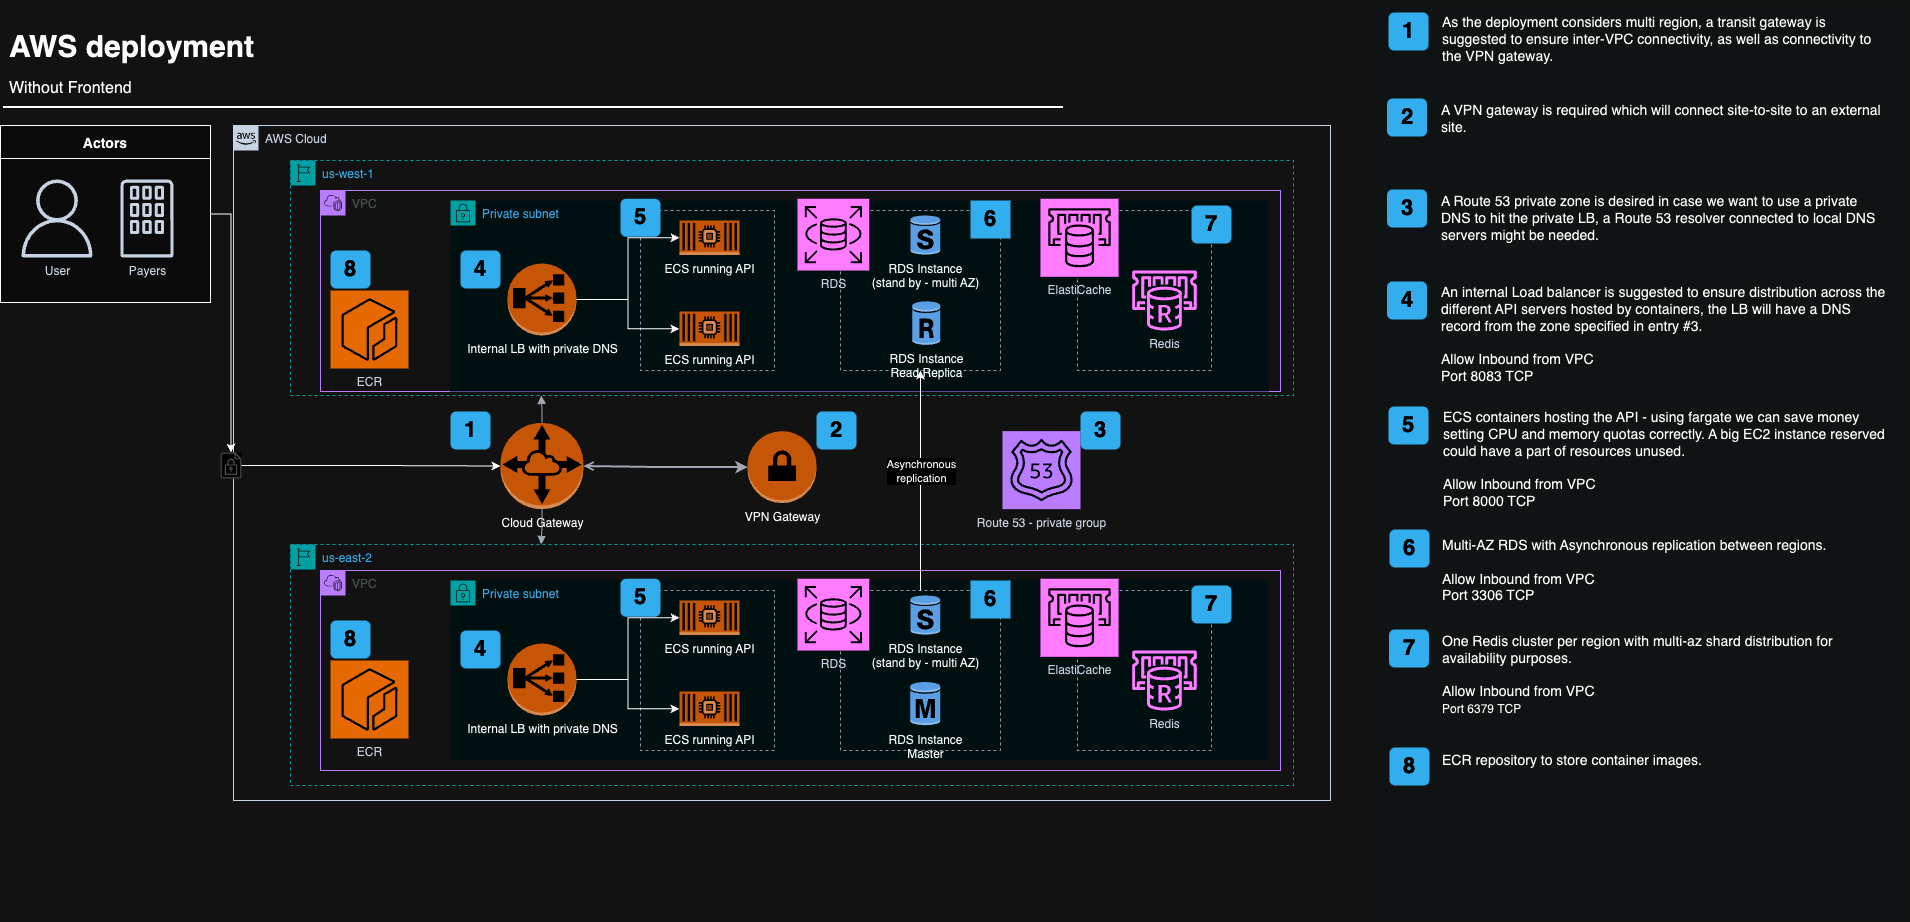 AWS deployment
Without Frontend
Actors
User
Payers
aws
AWS Cloud
us-west-1
VPC
Private subnet
8
ECR
4
Internal LB with private DNS
5
ECS running API
ECS running API
RDS
6
S
RDS Instance
(stand by - multi AZ)
R
RDS Instance
Read Replica
ElastiCache
7
R
Redis
1
Cloud Gateway
2
VPN Gateway
Asynchronous
replication
3
53
Route 53 - private group
us-east-2
VPC
Private subnet
8
ECR
4
Internal LB with private DNS
5
ECS running API
ECS running API
RDS
6
S
RDS Instance
(stand by - multi AZ)
M
RDS Instance
Master
ElastiCache
7
R
Redis
1
As the deployment considers multi region, a transit gateway is
suggested to ensure inter-VPC connectivity, as well as connectivity to
the VPN gateway.
2
A VPN gateway is required which will connect site-to-site to an external
site.
3
A Route 53 private zone is desired in case we want to use a private
DNS to hit the private LB, a Route 53 resolver connected to local DNS
servers might be needed.
4
An internal Load balancer is suggested to ensure distribution across the
different API servers hosted by containers, the LB will have a DNS
record from the zone specified in entry #3.
Allow Inbound from VPC
Port 8083 TCP
5
ECS containers hosting the API - using fargate we can save money
setting CPU and memory quotas correctly. A big EC2 instance reserved
could have a part of resources unused.
Allow Inbound from VPC
Port 8000 TCP
6
Multi-AZ RDS with Asynchronous replication between regions.
Allow Inbound from VPC
Port 3306 TCP
7
One Redis cluster per region with multi-az shard distribution for
availability purposes.
Allow Inbound from VPC
Port 6379 TCP
8
ECR repository to store container images.